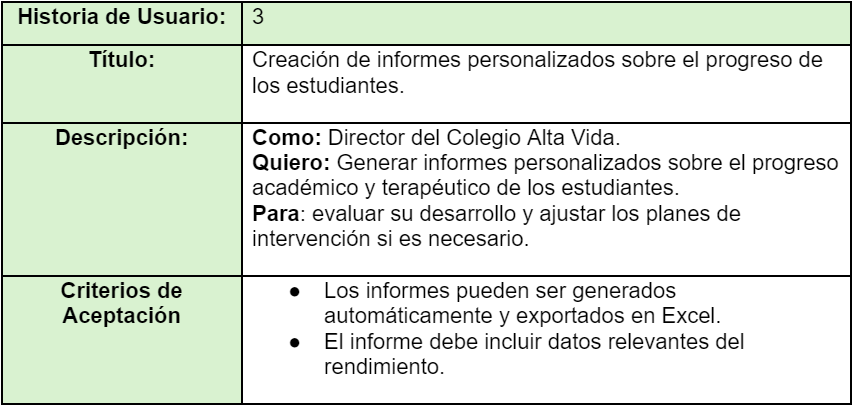 Historia de Usuario: 3
Título: Creación de informes personalizados sobre el progreso de
los estudiantes.
Descripción: Como: Director del Colegio Alta Vida.
Quiero: Generar informes personalizados sobre el progreso
académico y terapéutico de los estudiantes.
Para: evaluar su desarrollo y ajustar los planes de
intervención si es necesario.
Criterios de
Aceptación
● Los informes pueden ser generados
automáticamente y exportados en Excel.
● El informe debe incluir datos relevantes del
rendimiento.